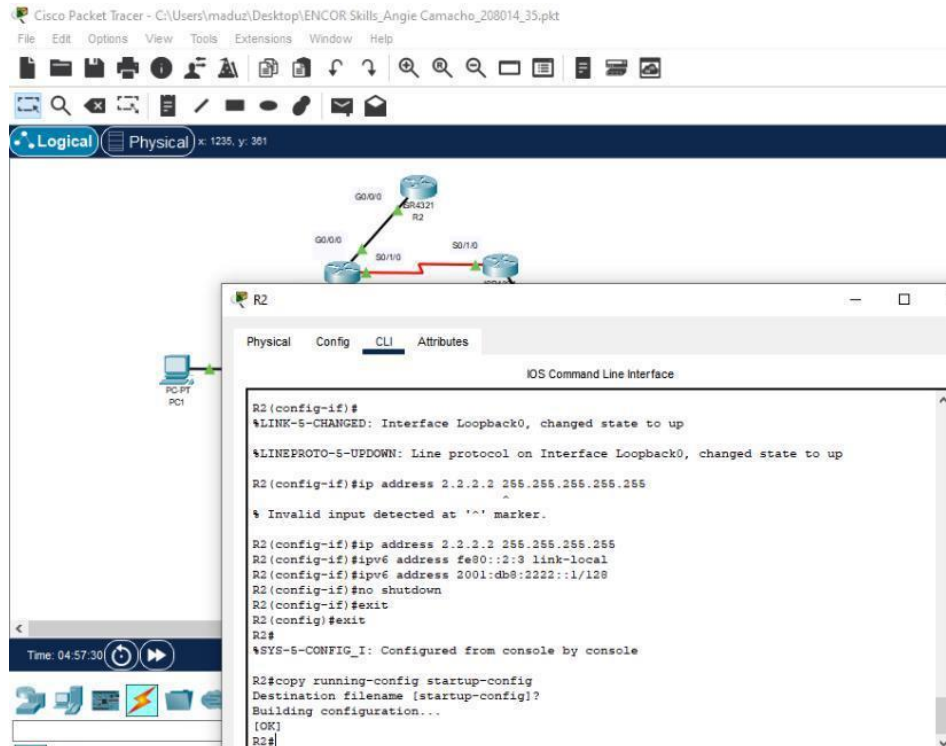 Cisco Packet Tracer - C:\Users\maduz\Desktop\ENCOR Skills_Angie Camacho_208014_35.pkt
File Edit Options View Tools Extensions Window Help
Logical Physical x: 1235, y: 361
G0/0/0
ISR4321
R2
G0/0/0
S0/1/0
S0/1/0
PC-PT
PC1
R2
Physical Config CLI Attributes
IOS Command Line Interface
R2(config-if)#
%LINK-5-CHANGED: Interface Loopback0, changed state to up
%LINEPROTO-5-UPDOWN: Line protocol on Interface Loopback0, changed state to up
R2(config-if)#ip address 2.2.2.2 255.255.255.255.255
^
% Invalid input detected at '^' marker.
R2(config-if)#ip address 2.2.2.2 255.255.255.255
R2(config-if)#ipv6 address fe80::2:3 link-local
R2(config-if)#ipv6 address 2001:db8:2222::1/128
R2(config-if)#no shutdown
R2(config-if)#exit
R2(config)#exit
R2#
%SYS-5-CONFIG_I: Configured from console by console
R2#copy running-config startup-config
Destination filename [startup-config]?
Building configuration...
[OK]
R2#
Time: 04:57:30